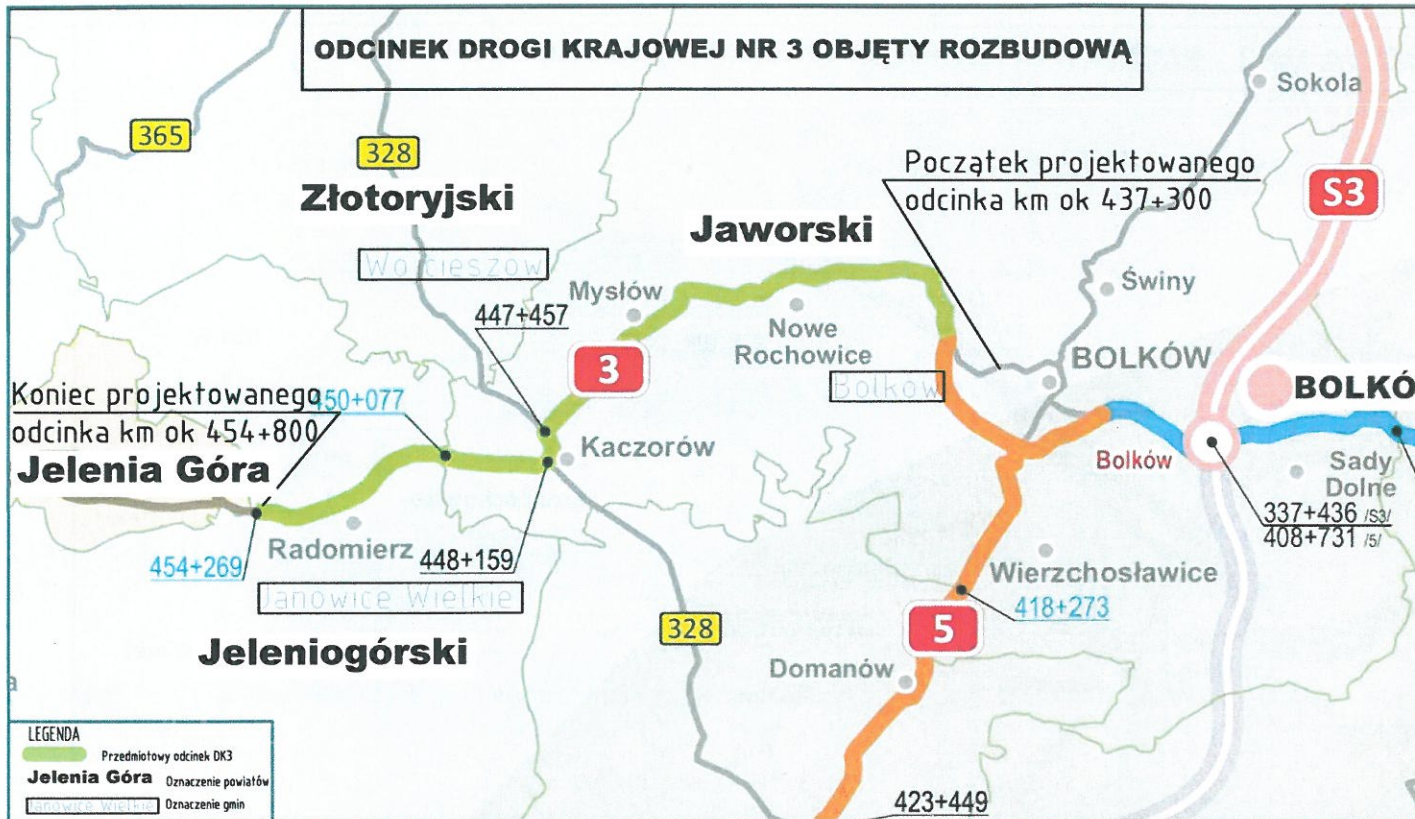 ODCINEK DROGI KRAJOWEJ NR 3 OBJĘTY ROZBUDOWĄ
365
328
Sokola
Złotoryjski
Początek projektowanego
odcinka km ok 437+300
S3
Jaworski
Wojcieszów
Mysłów
447+457
Nowe
Rochowice
Świny
3
BOLKÓW
Bolków
BOLKÓ
Koniec projektowanego
odcinka km ok 454+800
450+077
Jelenia Góra
Kaczorów
Bolków
Sady
Dolne
337+436 /S3/
408+731 /5/
Radomierz
448+159
454+269
Janowice Wielkie
Wierzchosławice
418+273
Jeleniogórski
328
5
Domanów
a
423+449
LEGENDA
Przedmiotowy odcinek DK3
Jelenia Góra Oznaczenie powiatów
Janowice Wielkie Oznaczenie gmin